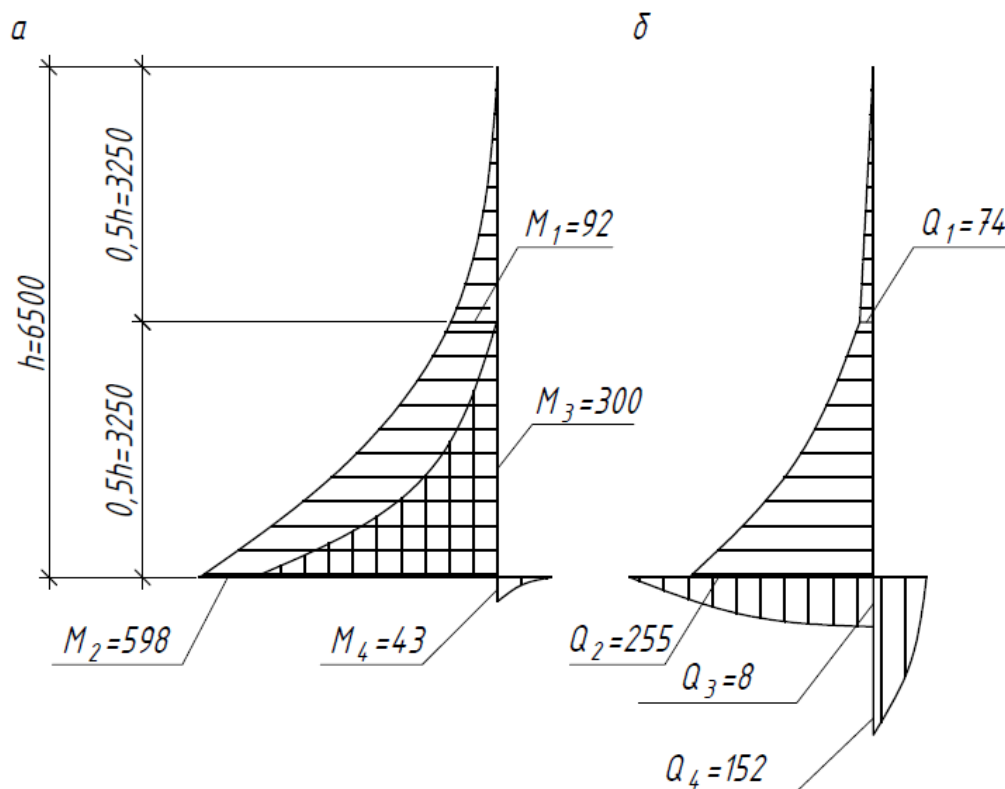 а
б
h=6500
0,5h=3250
0,5h=3250
M₁=92
M₃=300
M₂=598
M₄=43
Q₁=74
Q₂=255
Q₃=8
Q₄=152